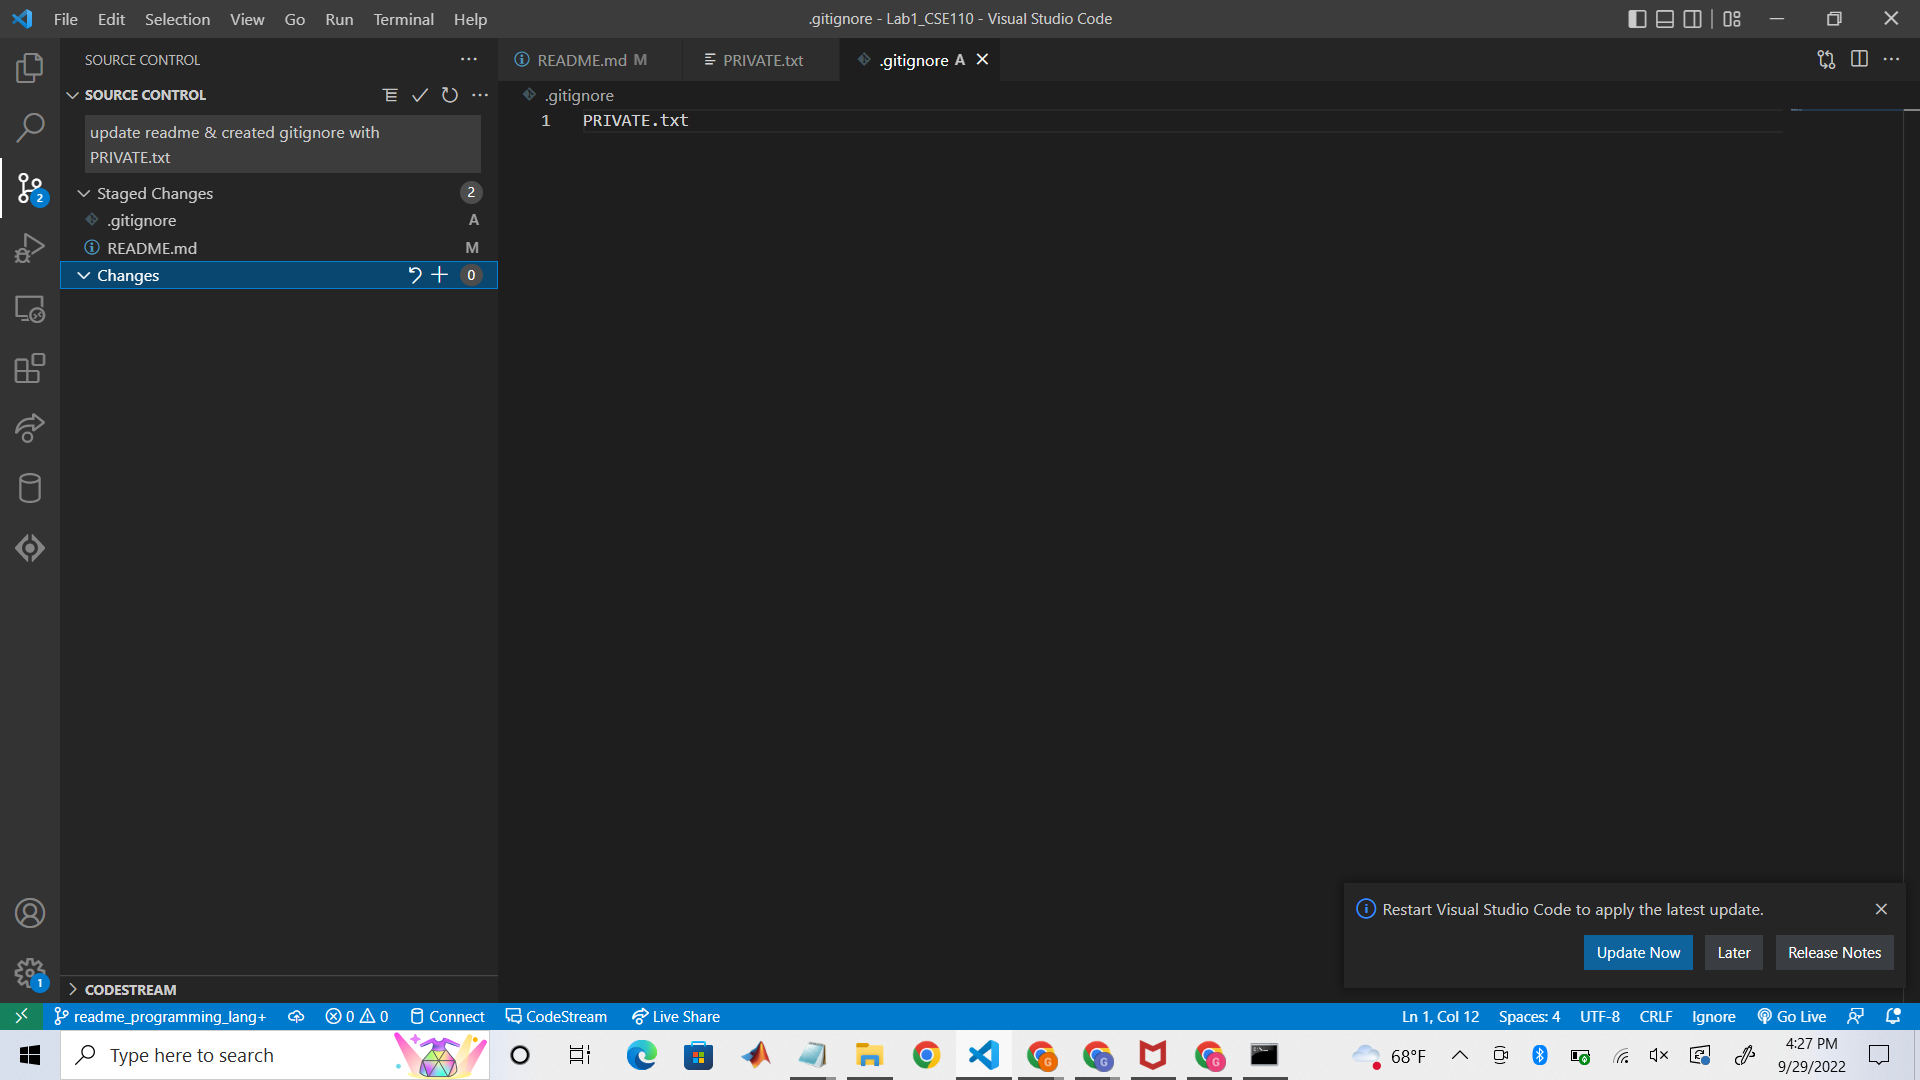 File Edit Selection View Go Run Terminal Help
.gitignore - Lab1_CSE110 - Visual Studio Code
SOURCE CONTROL
SOURCE CONTROL
update readme & created gitignore with
PRIVATE.txt
Staged Changes 2
.gitignore A
README.md M
Changes 0
README.md M
PRIVATE.txt
.gitignore A
.gitignore
1 PRIVATE.txt
2
1
Restart Visual Studio Code to apply the latest update.
Update Now Later Release Notes
CODESTREAM
readme_programming_lang+ 0 0 Connect CodeStream Live Share
Ln 1, Col 12 Spaces: 4 UTF-8 CRLF Ignore Go Live
Type here to search
G G G
68°F
4:27 PM
9/29/2022